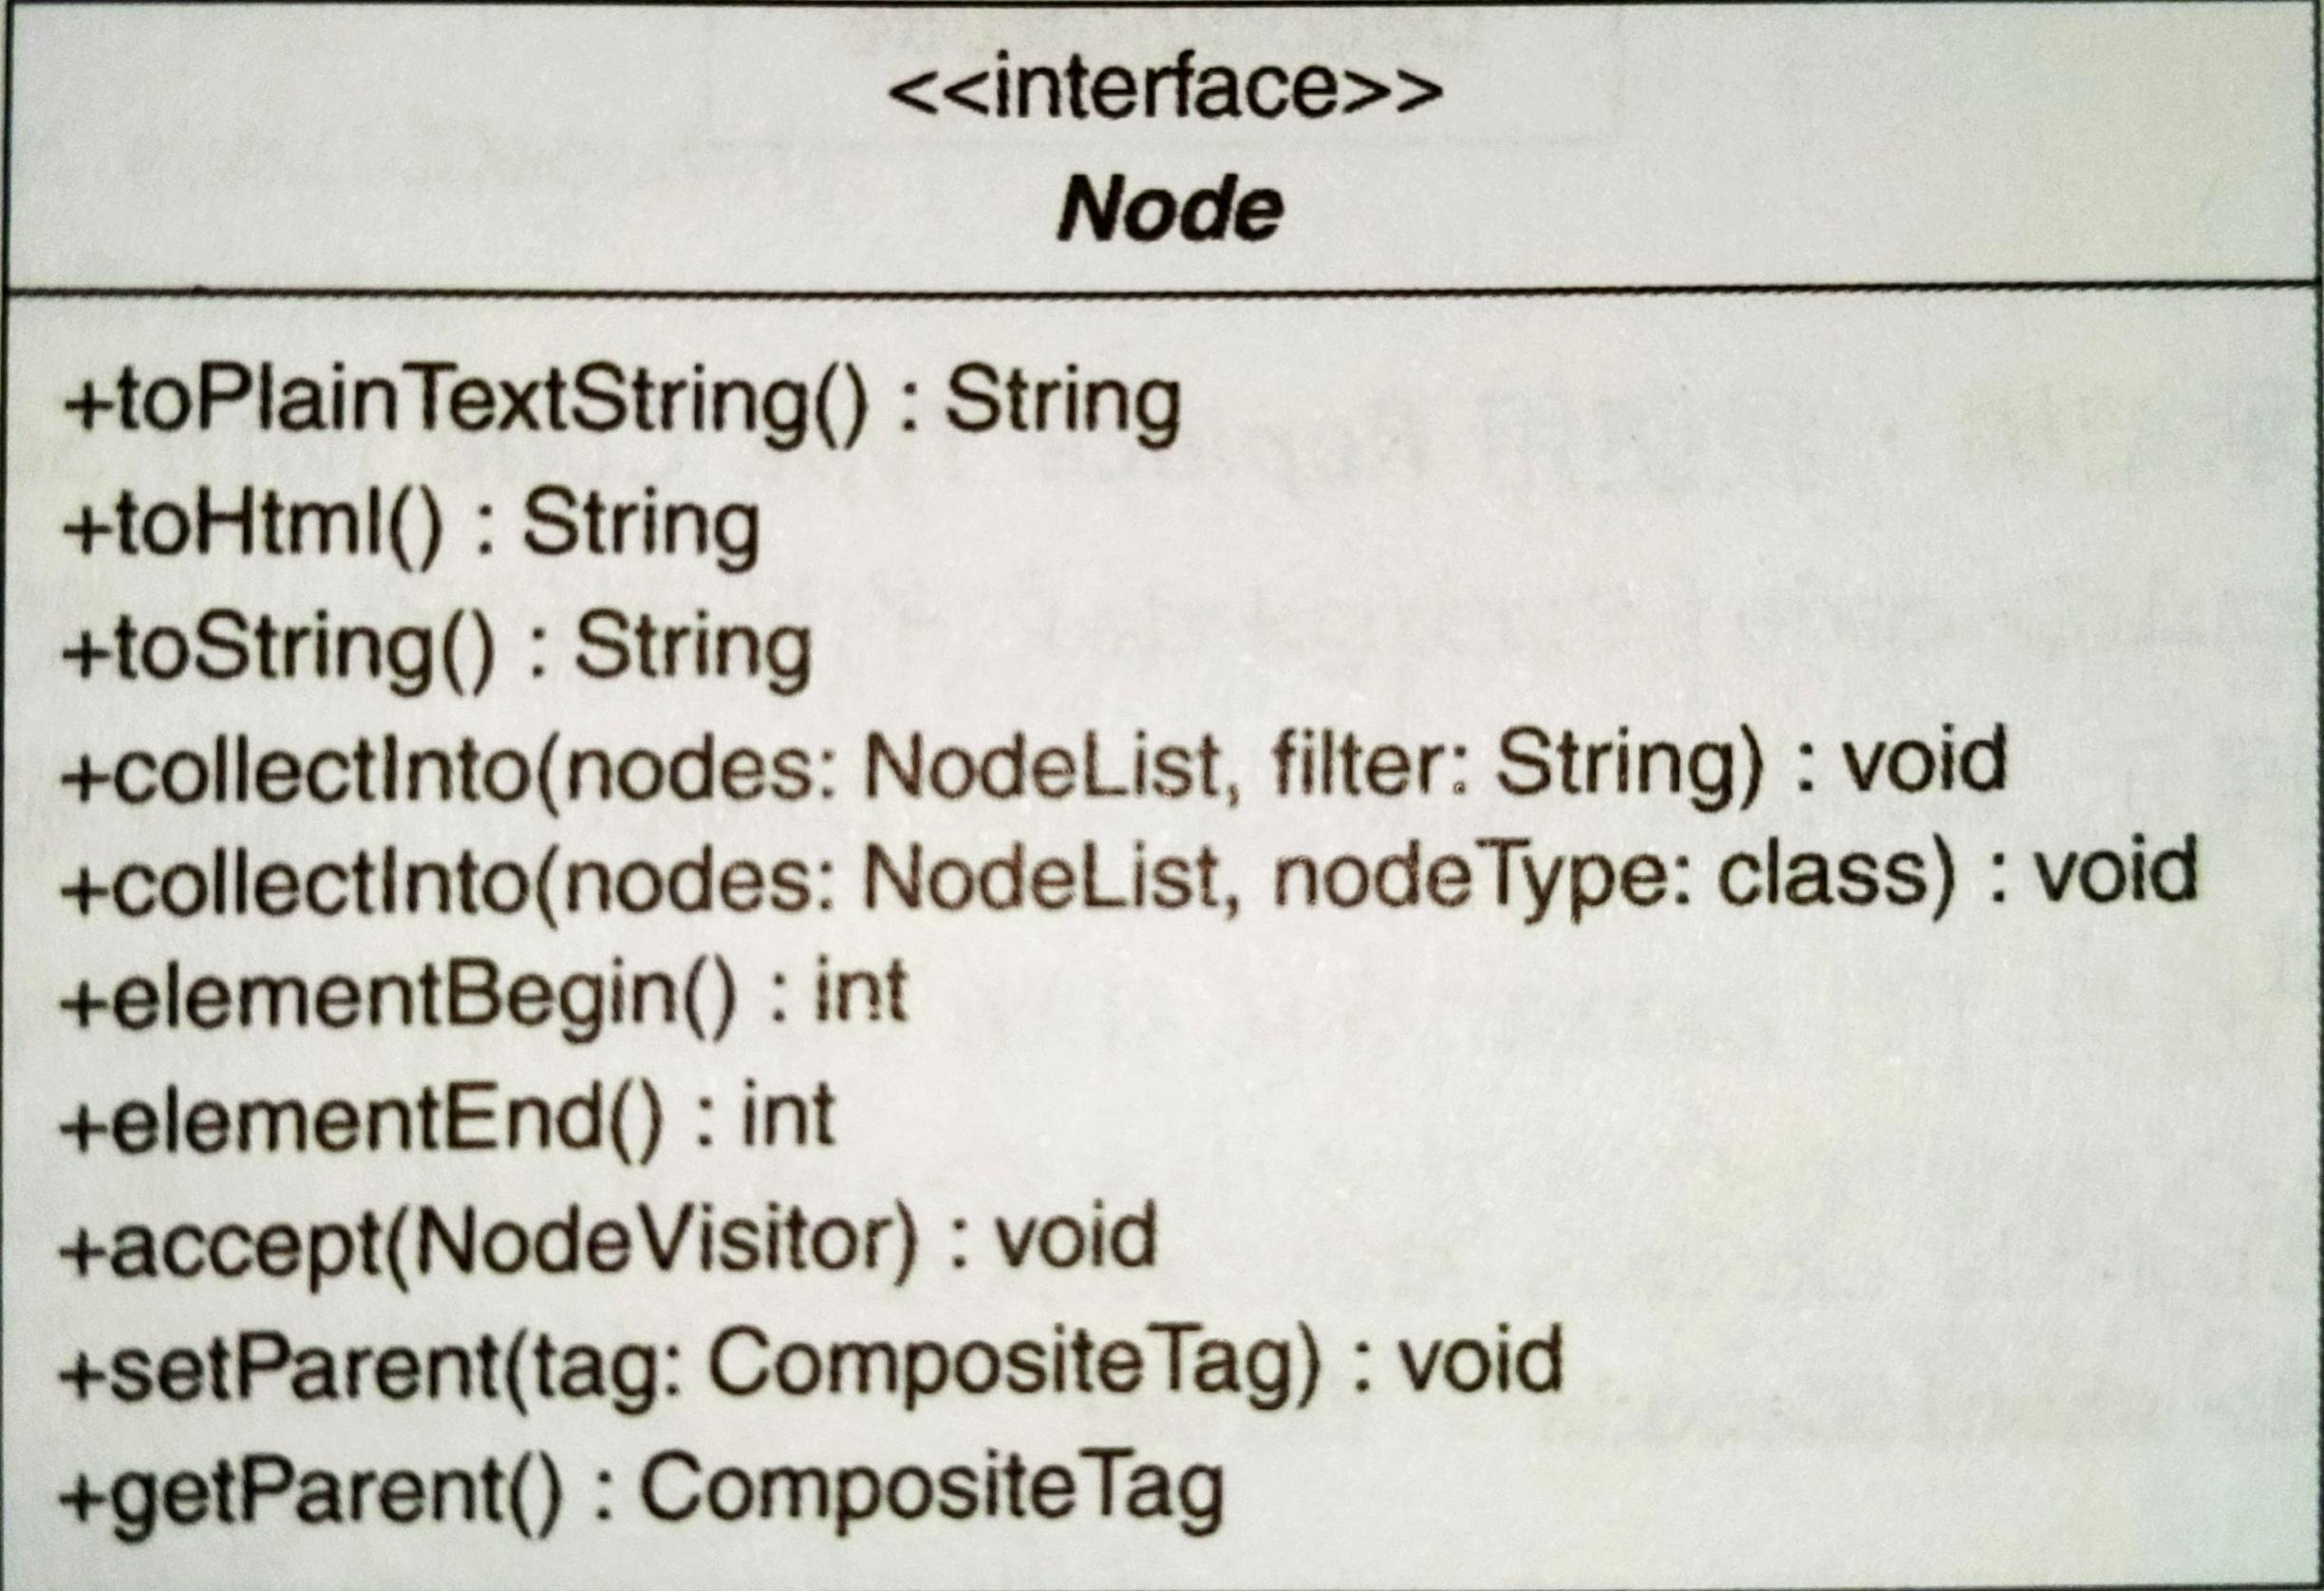 <<interface>>
Node
+toPlainTextString() : String
+toHtml() : String
+toString() : String
+collectInto(nodes: NodeList, filter: String) : void
+collectInto(nodes: NodeList, nodeType: class) : void
+elementBegin() : int
+elementEnd() : int
+accept(NodeVisitor) : void
+setParent(tag: CompositeTag) : void
+getParent() : CompositeTag